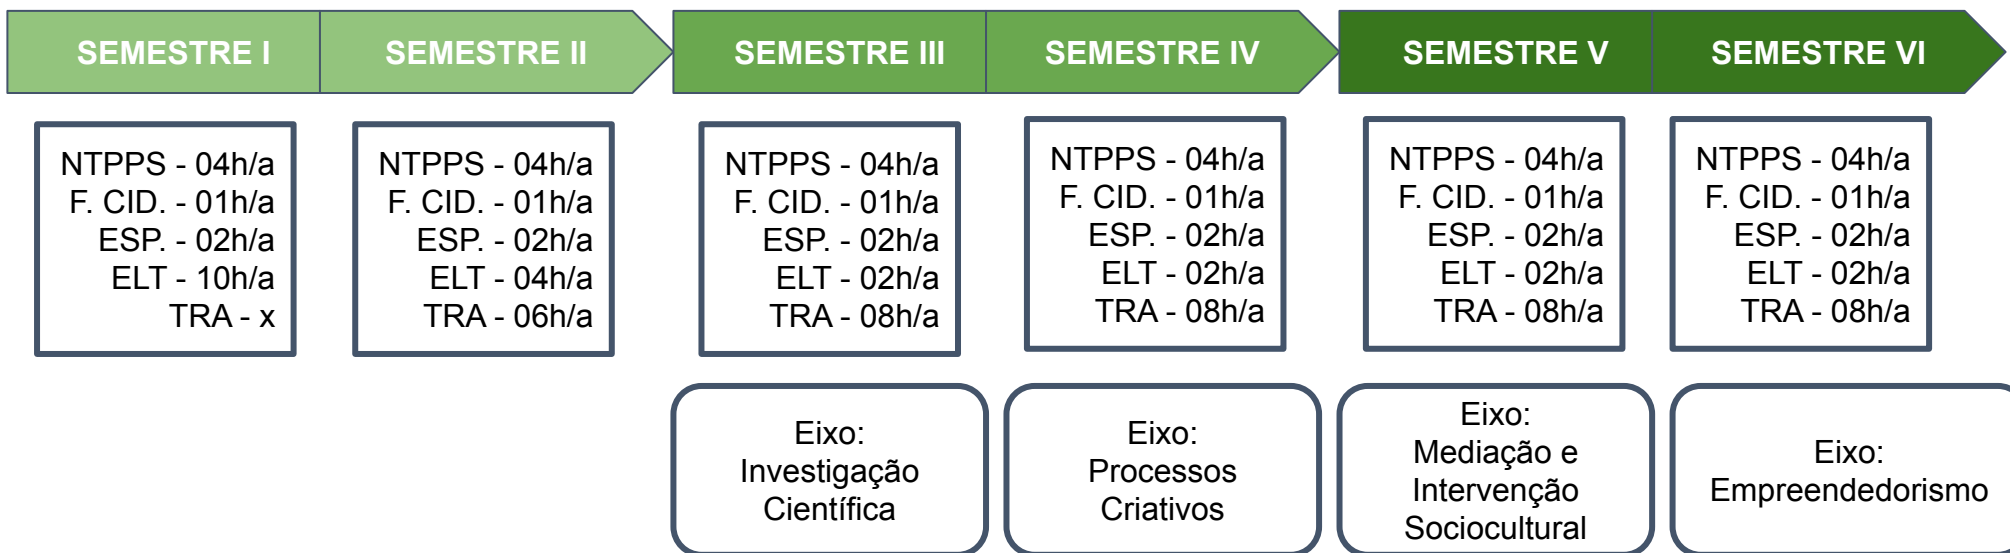 SEMESTRE I
SEMESTRE II
SEMESTRE III
SEMESTRE IV
SEMESTRE V
SEMESTRE VI
NTPPS - 04h/a
F. CID. - 01h/a
ESP. - 02h/a
ELT - 10h/a
TRA - x
NTPPS - 04h/a
F. CID. - 01h/a
ESP. - 02h/a
ELT - 04h/a
TRA - 06h/a
NTPPS - 04h/a
F. CID. - 01h/a
ESP. - 02h/a
ELT - 02h/a
TRA - 08h/a
NTPPS - 04h/a
F. CID. - 01h/a
ESP. - 02h/a
ELT - 02h/a
TRA - 08h/a
NTPPS - 04h/a
F. CID. - 01h/a
ESP. - 02h/a
ELT - 02h/a
TRA - 08h/a
NTPPS - 04h/a
F. CID. - 01h/a
ESP. - 02h/a
ELT - 02h/a
TRA - 08h/a
Eixo:
Investigação
Científica
Eixo:
Processos
Criativos
Eixo:
Mediação e
Intervenção
Sociocultural
Eixo:
Empreendedorismo